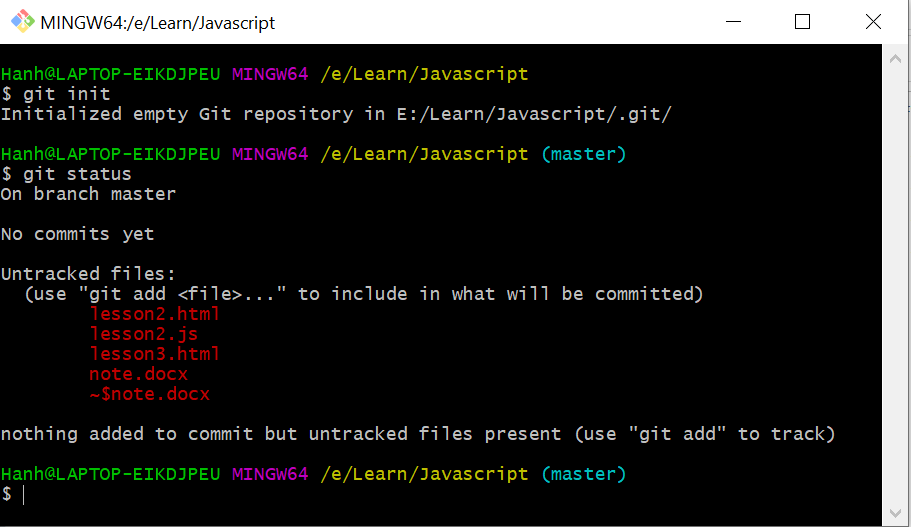 MINGW64:/e/Learn/Javascript
Hanh@LAPTOP-EIKDJPEU MINGW64 /e/Learn/Javascript
$ git init
Initialized empty Git repository in E:/Learn/Javascript/.git/
Hanh@LAPTOP-EIKDJPEU MINGW64 /e/Learn/Javascript (master)
$ git status
On branch master
No commits yet
Untracked files:
(use "git add <file>..." to include in what will be committed)
lesson2.html
lesson2.js
lesson3.html
note.docx
~$note.docx
nothing added to commit but untracked files present (use "git add" to track)
Hanh@LAPTOP-EIKDJPEU MINGW64 /e/Learn/Javascript (master)
$